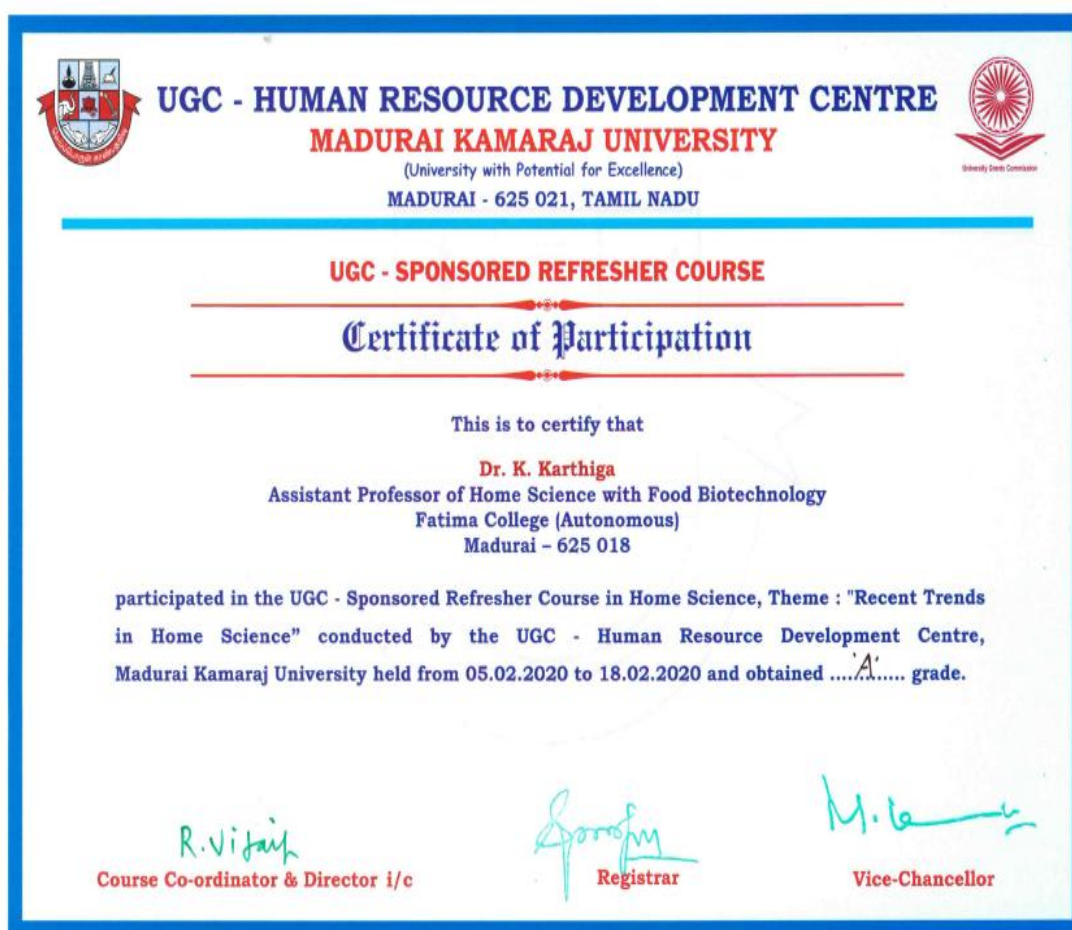 UGC - HUMAN RESOURCE DEVELOPMENT CENTRE
MADURAI KAMARAJ UNIVERSITY
(University with Potential for Excellence)
MADURAI - 625 021, TAMIL NADU
University Grants Commission
UGC - SPONSORED REFRESHER COURSE
Certificate of Participation
This is to certify that
Dr. K. Karthiga
Assistant Professor of Home Science with Food Biotechnology
Fatima College (Autonomous)
Madurai – 625 018
participated in the UGC - Sponsored Refresher Course in Home Science, Theme : "Recent Trends
in Home Science” conducted by the UGC - Human Resource Development Centre,
Madurai Kamaraj University held from 05.02.2020 to 18.02.2020 and obtained ....'A'..... grade.
Course Co-ordinator & Director i/c
Registrar
Vice-Chancellor